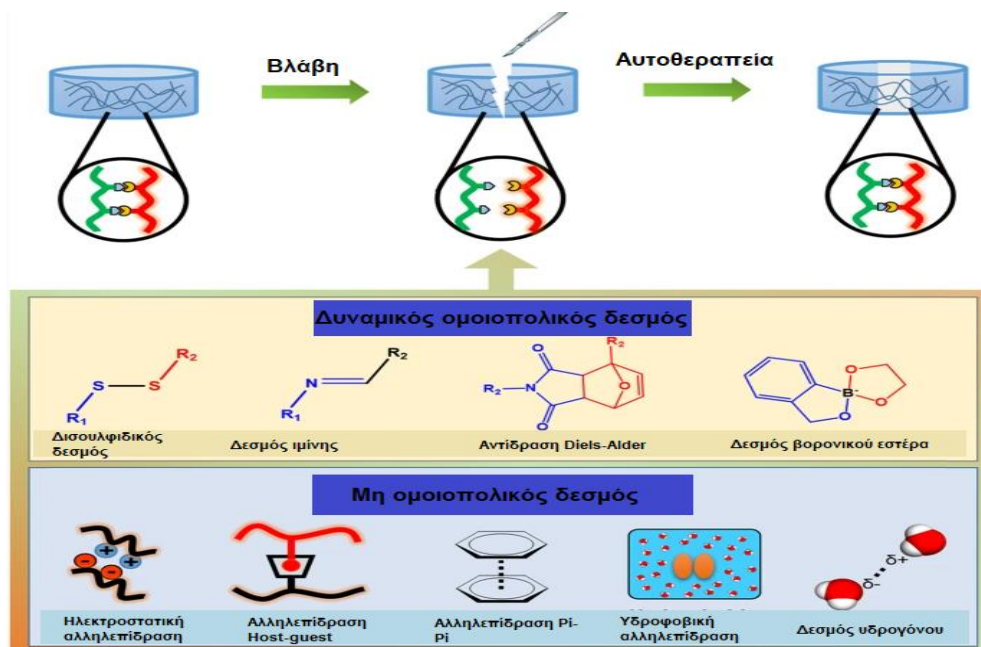 Βλάβη
Αυτοθεραπεία
Δυναμικός ομοιοπολικός δεσμός
R₂
S
S
R₁
R₂
N
R₁
O
R₁
R₂
N
O
O
B⁻
O
O
O
Δισουλφιδικός
δεσμός
Δεσμός ιμίνης
Αντίδραση Diels-Alder
Δεσμός βορονικού εστέρα
Μη ομοιοπολικός δεσμός
+
+
-
-
δ+
δ-
Ηλεκτροστατική
αλληλεπίδραση
Αλληλεπίδραση
Host-guest
Αλληλεπίδραση Pi-
Pi
Υδροφοβική
αλληλεπίδραση
Δεσμός υδρογόνου